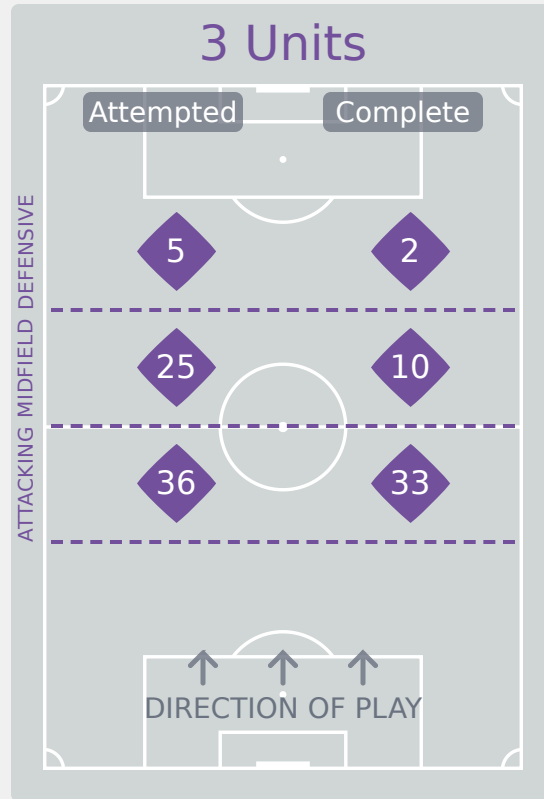 3 Units
Attempted Complete
ATTACKING MIDFIELD DEFENSIVE
5 2
25 10
36 33
DIRECTION OF PLAY